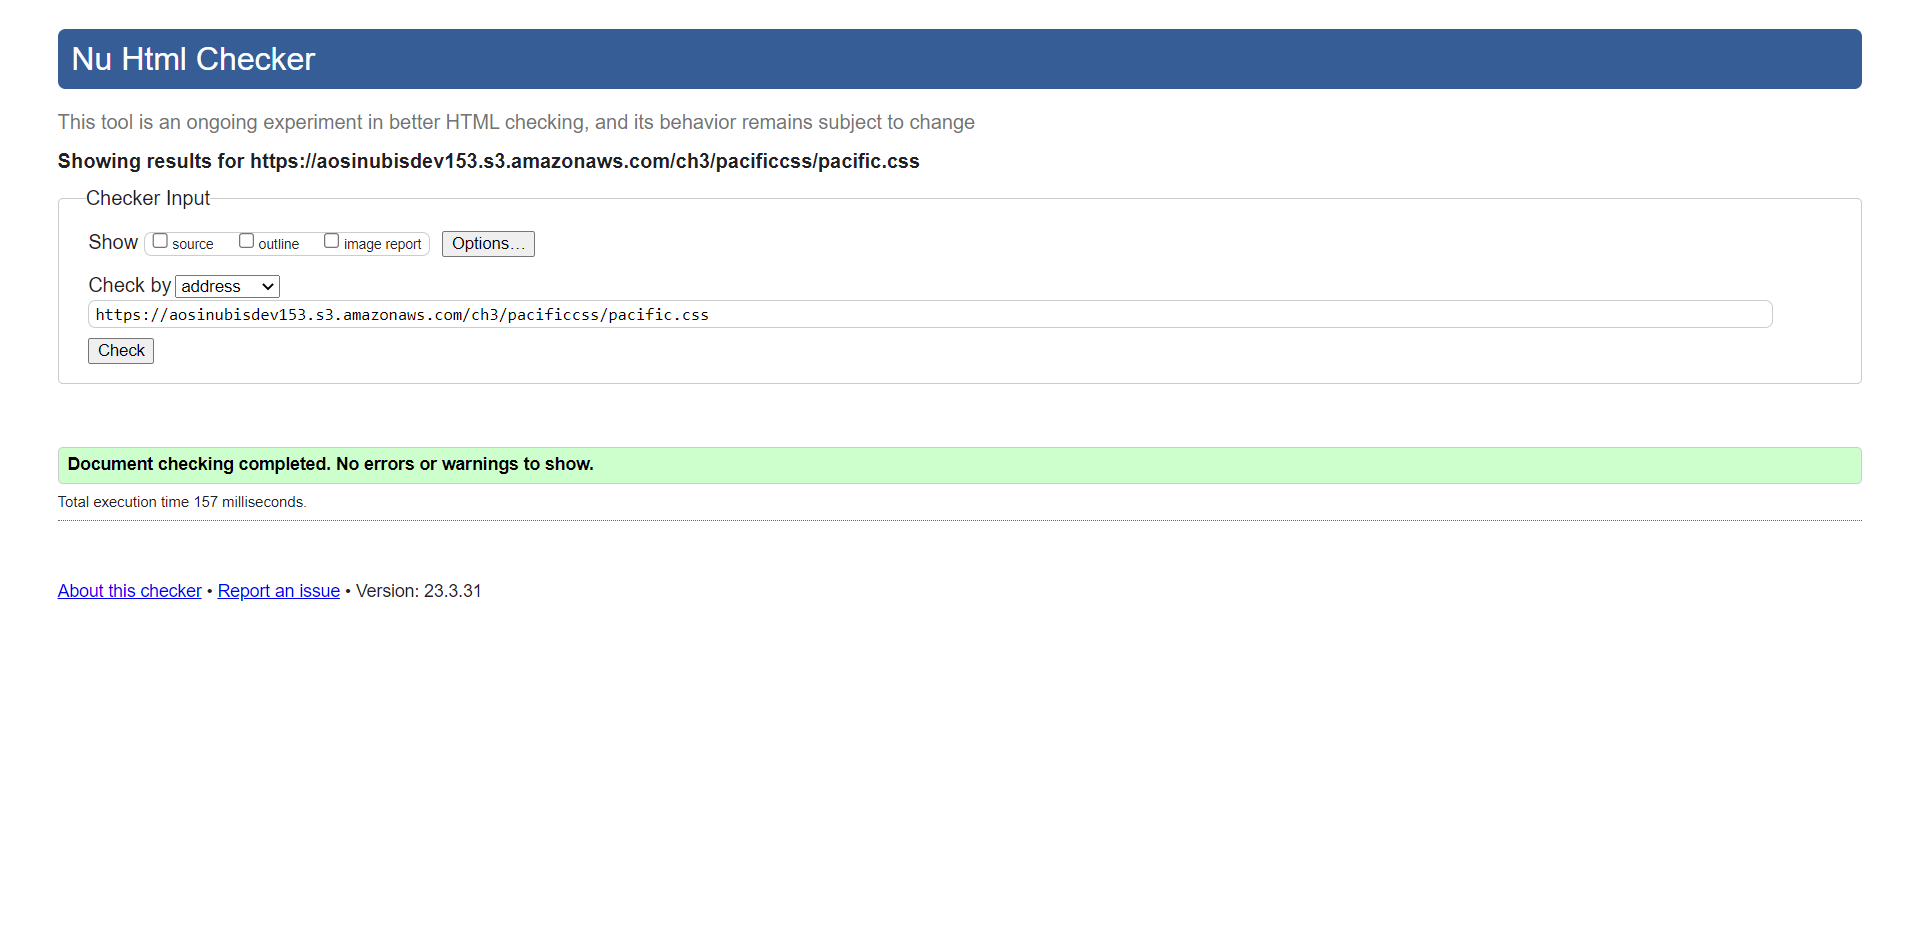 Nu Html Checker
This tool is an ongoing experiment in better HTML checking, and its behavior remains subject to change
Showing results for https://aosinubisdev153.s3.amazonaws.com/ch3/pacificcss/pacific.css
Checker Input
Show source outline image report Options…
Check by address
https://aosinubisdev153.s3.amazonaws.com/ch3/pacificcss/pacific.css
Check
Document checking completed. No errors or warnings to show.
Total execution time 157 milliseconds.
About this checker • Report an issue • Version: 23.3.31